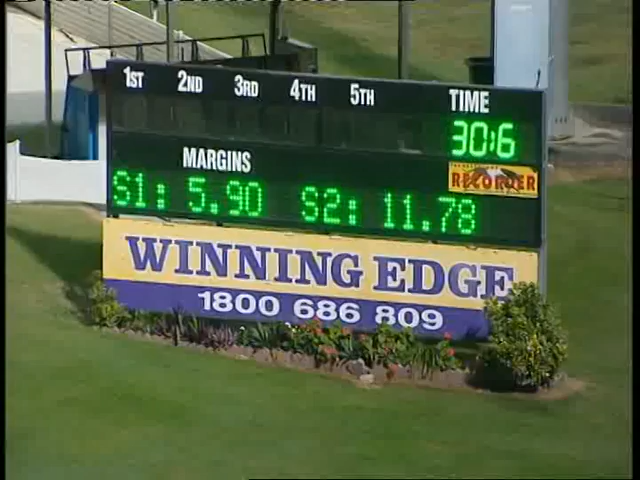 1ST 2ND 3RD 4TH 5TH TIME
30:6
MARGINS
RECORDER
S1: 5.90 S2: 11.78
WINNING EDGE
1800 686 809